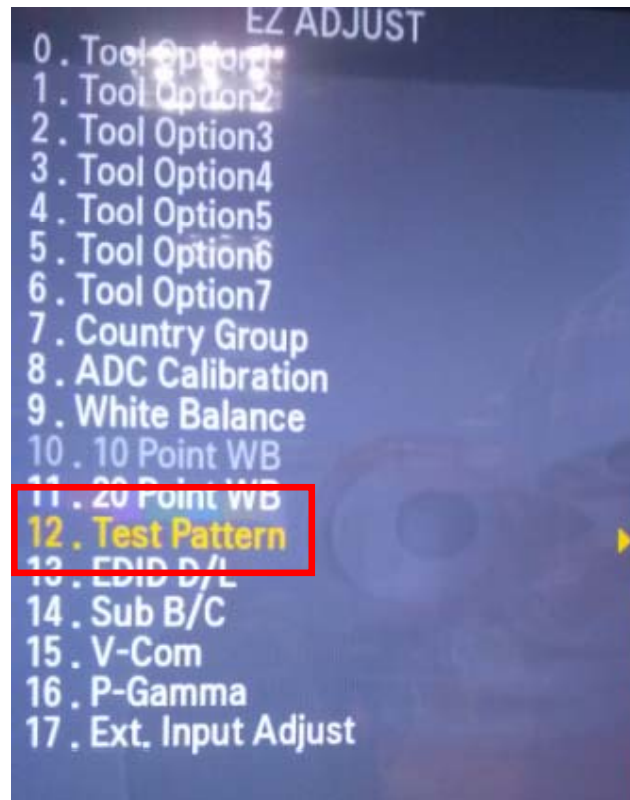 EZ ADJUST
0 . Tool Option1
1 . Tool Option2
2 . Tool Option3
3 . Tool Option4
4 . Tool Option5
5 . Tool Option6
6 . Tool Option7
7 . Country Group
8 . ADC Calibration
9 . White Balance
10 . 10 Point WB
11 . 20 Point WB
12 . Test Pattern
13 . EDID D/L
14 . Sub B/C
15 . V-Com
16 . P-Gamma
17 . Ext. Input Adjust